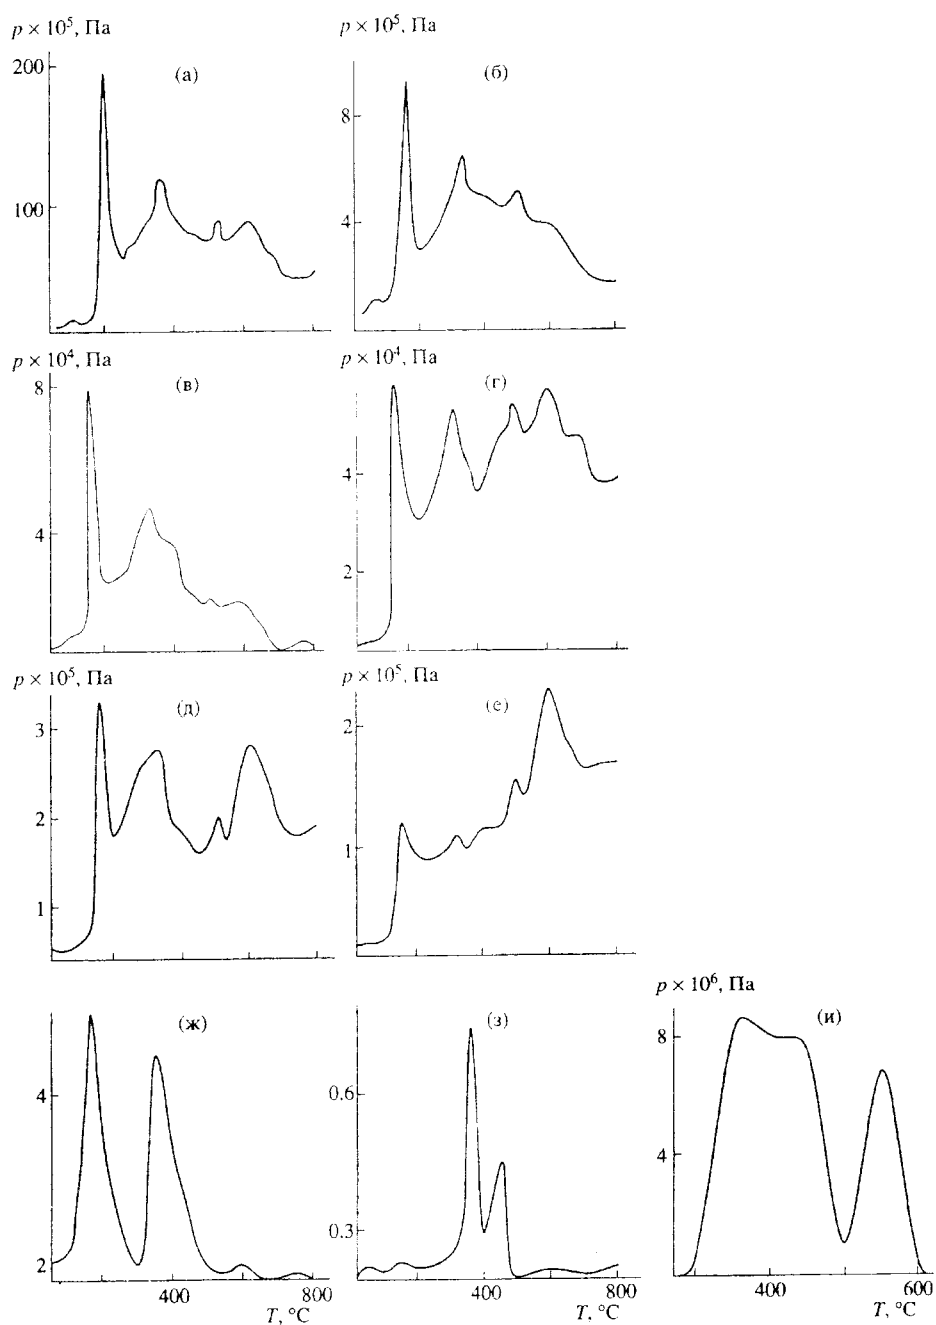 p × 10⁵, Па
p × 10⁵, Па
200
(а)
(б)
8
100
4
p × 10⁴, Па
p × 10⁴, Па
8
(в)
(г)
4
4
2
p × 10⁵, Па
p × 10⁵, Па
(д)
(е)
3
2
2
1
1
p × 10⁶, Па
(ж)
(з)
(и)
4
0.6
8
4
2
0.3
400
800
400
800
400
600
T, °C
T, °C
T, °C